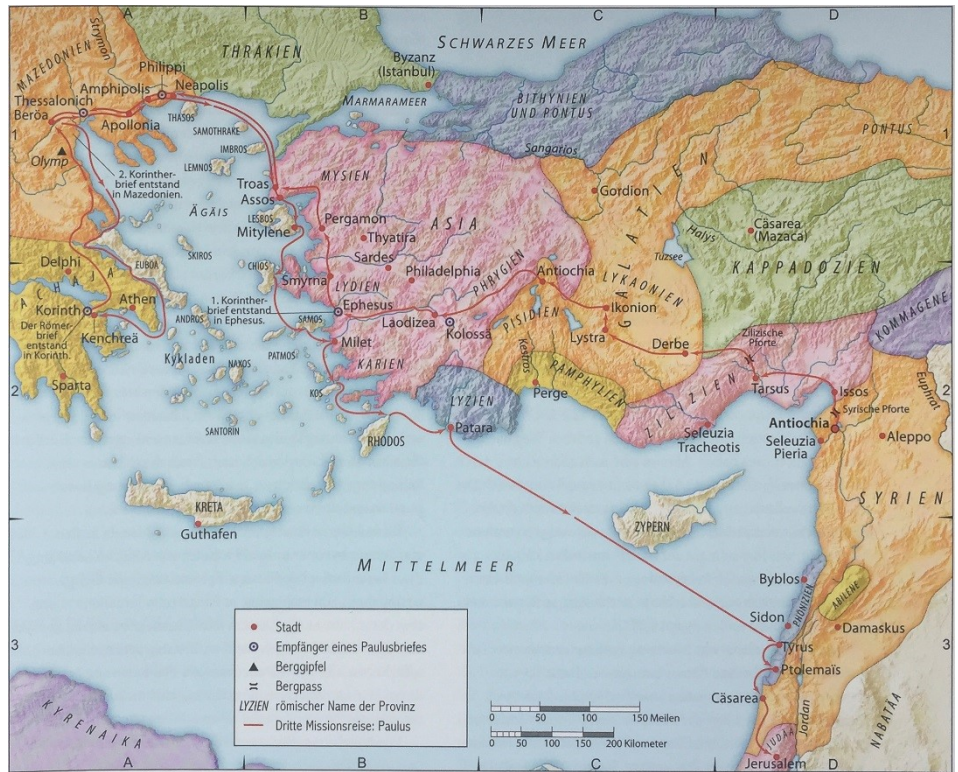 A
B
C
D
SCHWARZES MEER
THRAKIEN
Byzanz
(Istanbul)
MAZEDONIEN
Strymon
Philippi
Amphipolis
Neapolis
Thessalonich
Beröa
Apollonia
MARMARAMEER
BITHYNIEN
UND PONTUS
PONTUS
1
1
THASOS
SAMOTHRAKE
IMBROS
Sangarios
Olymp
LEMNOS
2. Korinther-
brief entstand
in Mazedonien.
MYSIEN
Troas
Assos
ÄGÄIS
LESBOS
Mitylene
Pergamon
ASIA
Thyatira
Gordion
GALATIEN
Halys
Cäsarea
(Mazaca)
Tuzsee
KAPPADOZIEN
Delphi
EUBÖA
SKIROS
CHIOS
Sardes
Smyrna
LYDIEN
Philadelphia
PHRYGIEN
Antiochia
LYKAONIEN
KOMMAGENE
ACHAIA
Athen
Korinth
Kenchreä
Der Römer-
brief
entstand
in Korinth.
ANDROS
1. Korinther-
brief entstand
in Ephesus.
SAMOS
Ephesus
Laodizea
Kolossä
PISIDIEN
Ikonion
Lystra
Derbe
Zilizische
Pforte
Kykladen
NAXOS
PATMOS
Milet
KARIEN
Kestros
PAMPHYLIEN
Perge
ZILIZIEN
Tarsus
Issos
Euphrat
2
2
Sparta
KOS
LYZIEN
Syrische Pforte
Antiochia
SANTORIN
RHODOS
Patara
Seleuzia
Tracheotis
Seleuzia
Pieria
Aleppo
KRETA
Guthafen
ZYPERN
SYRIEN
MITTELMEER
Byblos
PHÖNIZIEN
ABILENE
Sidon
Damaskus
Tyrus
3
3
Ptolemaïs
Cäsarea
Jordan
JUDÄA
NABATÄA
Jerusalem
KYRENAIKA
Stadt
Empfänger eines Paulusbriefes
Berggipfel
Bergpass
LYZIEN römischer Name der Provinz
Dritte Missionsreise: Paulus
0 50 100 150 Meilen
0 50 100 150 200 Kilometer
A
B
C
D